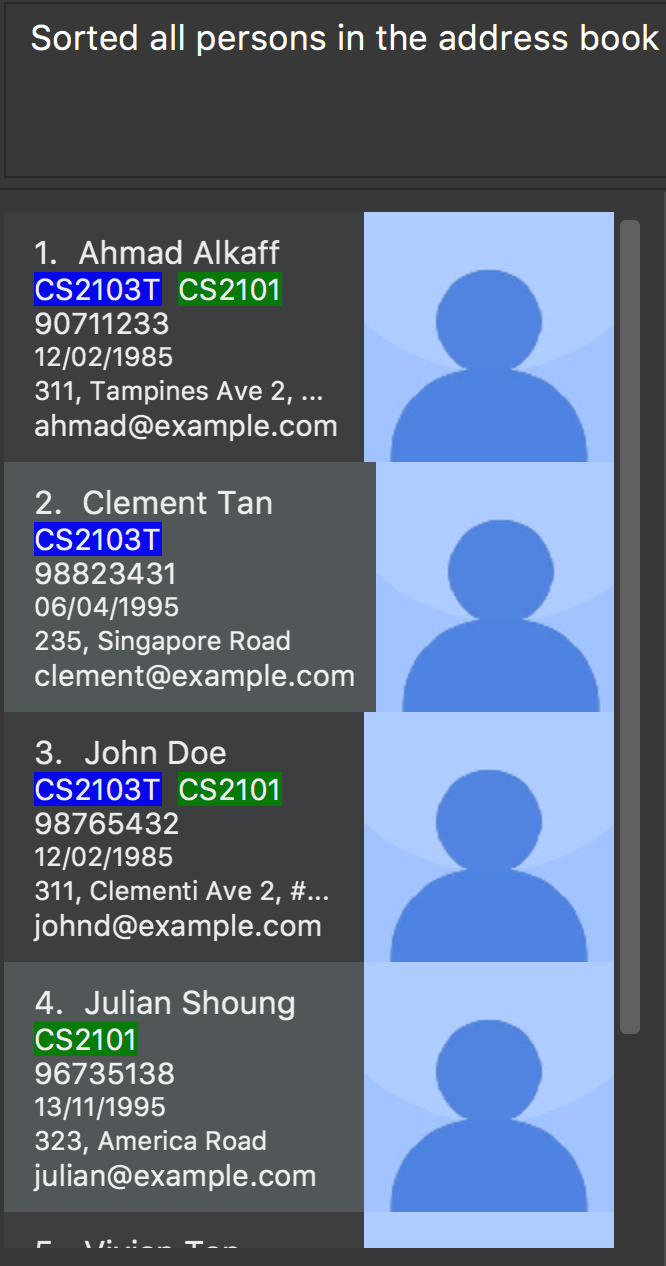 Sorted all persons in the address book
1. Ahmad Alkaff
CS2103T CS2101
90711233
12/02/1985
311, Tampines Ave 2, ...
ahmad@example.com
2. Clement Tan
CS2103T
98823431
06/04/1995
235, Singapore Road
clement@example.com
3. John Doe
CS2103T CS2101
98765432
12/02/1985
311, Clementi Ave 2, #...
johnd@example.com
4. Julian Shoung
CS2101
96735138
13/11/1995
323, America Road
julian@example.com